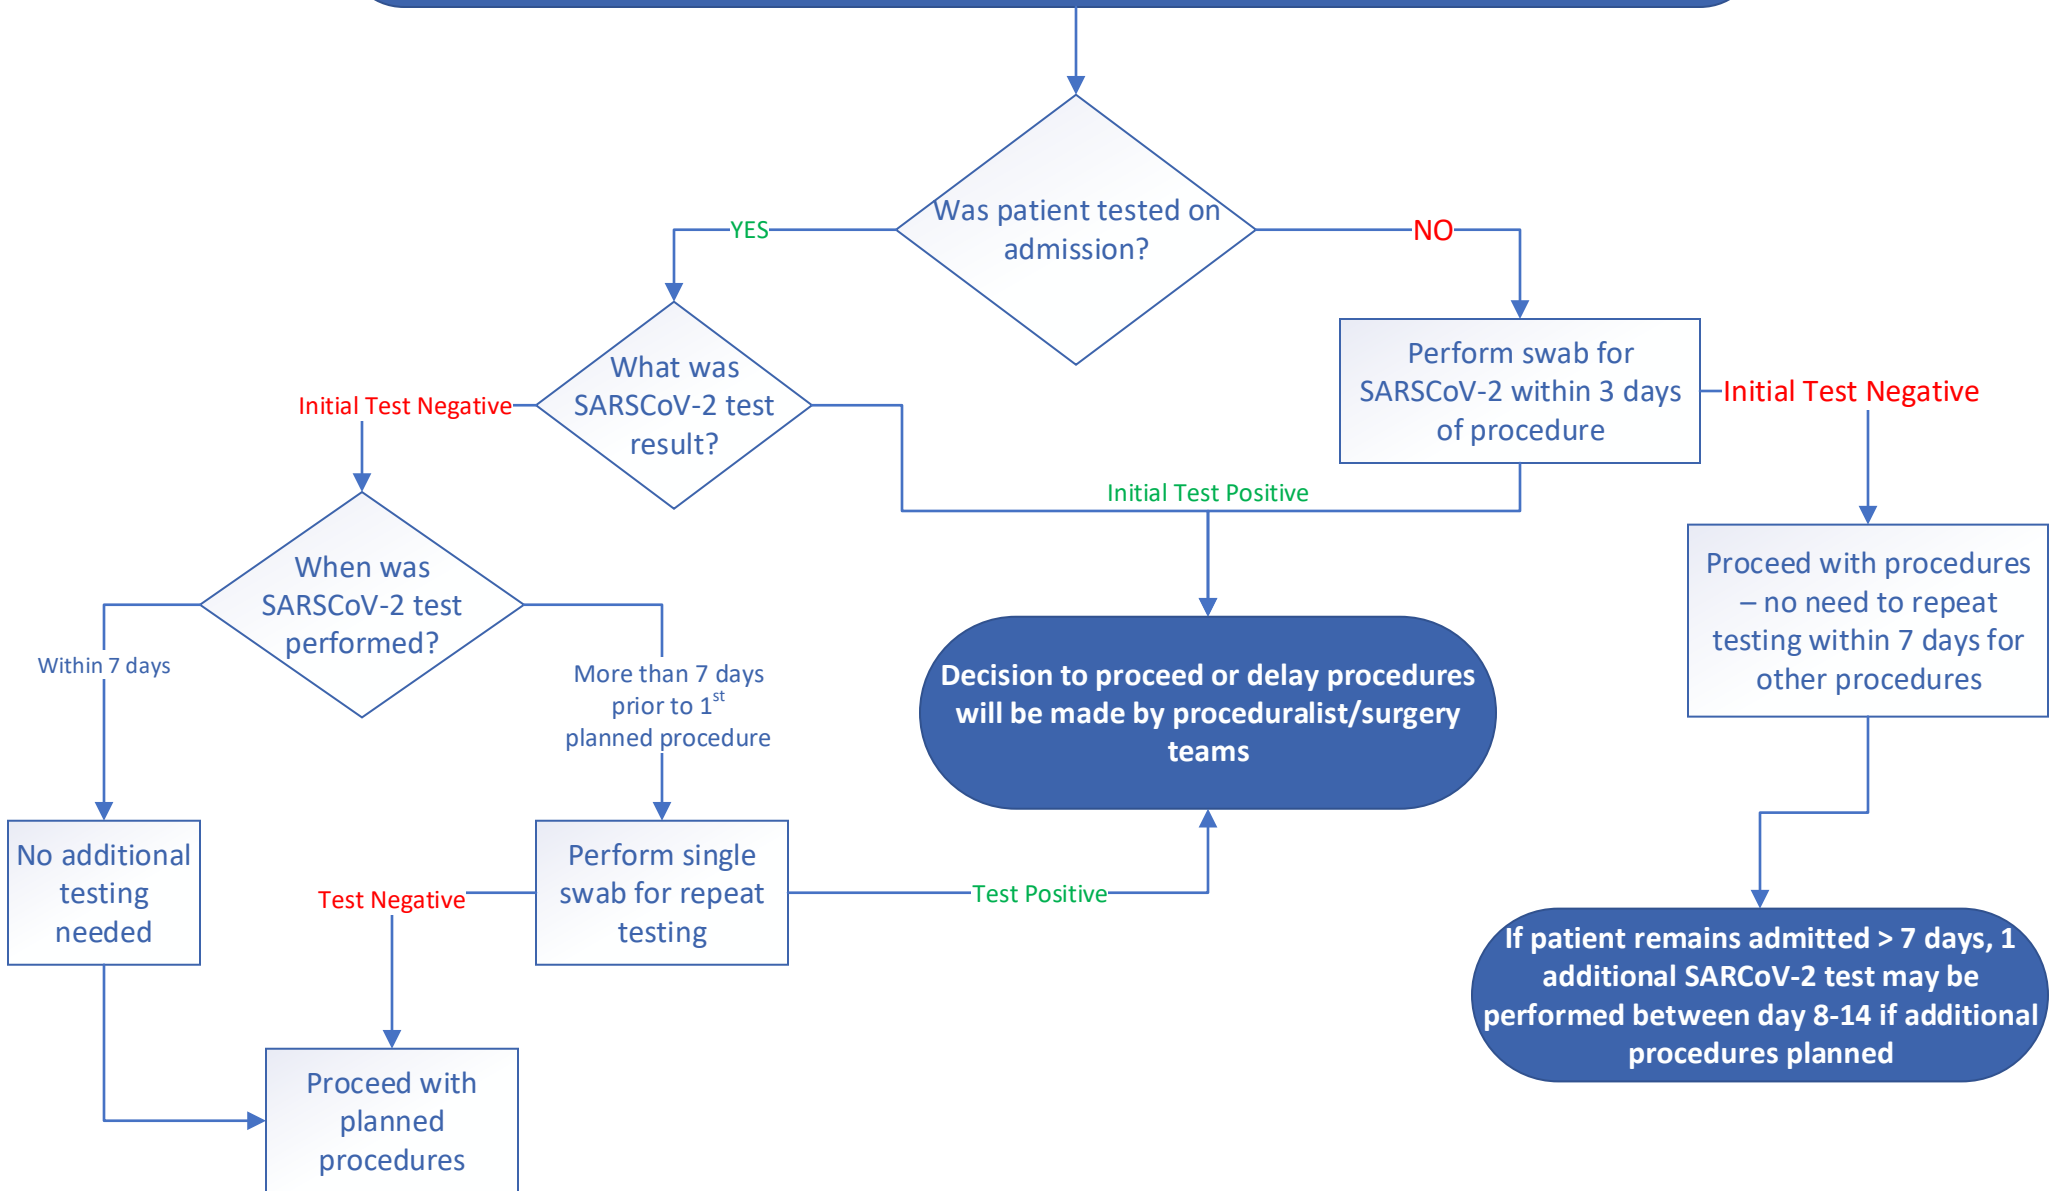 Was patient tested on
admission?
YES
NO
What was
SARSCoV-2 test
result?
Perform swab for
SARSCoV-2 within 3 days
of procedure
Initial Test Negative
Initial Test Negative
Initial Test Positive
When was
SARSCoV-2 test
performed?
Proceed with procedures
– no need to repeat
testing within 7 days for
other procedures
Within 7 days
More than 7 days
prior to 1st
planned procedure
Decision to proceed or delay procedures
will be made by proceduralist/surgery
teams
No additional
testing
needed
Perform single
swab for repeat
testing
Test Negative
Test Positive
If patient remains admitted > 7 days, 1
additional SARCoV-2 test may be
performed between day 8-14 if additional
procedures planned
Proceed with
planned
procedures